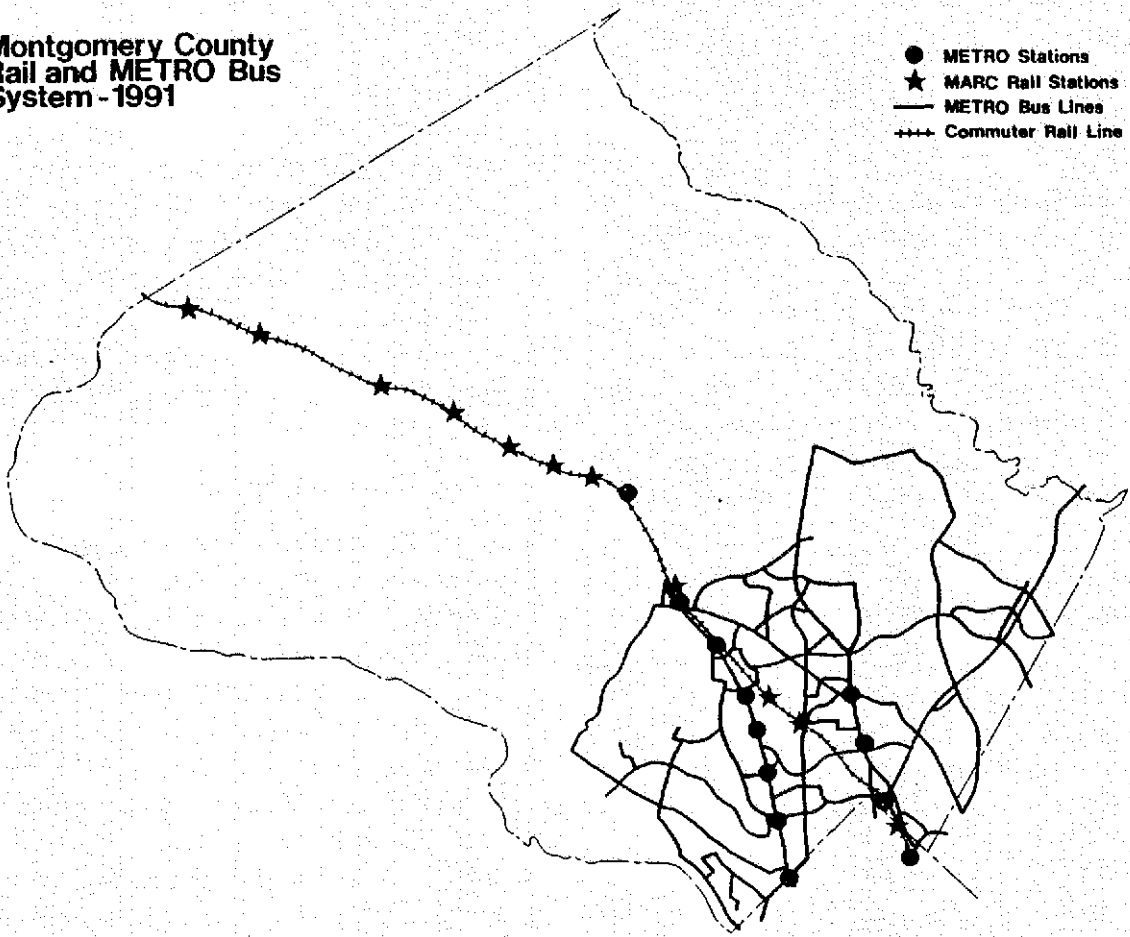 Montgomery County
Rail and METRO Bus
System - 1991
METRO Stations
MARC Rail Stations
METRO Bus Lines
Commuter Rail Line